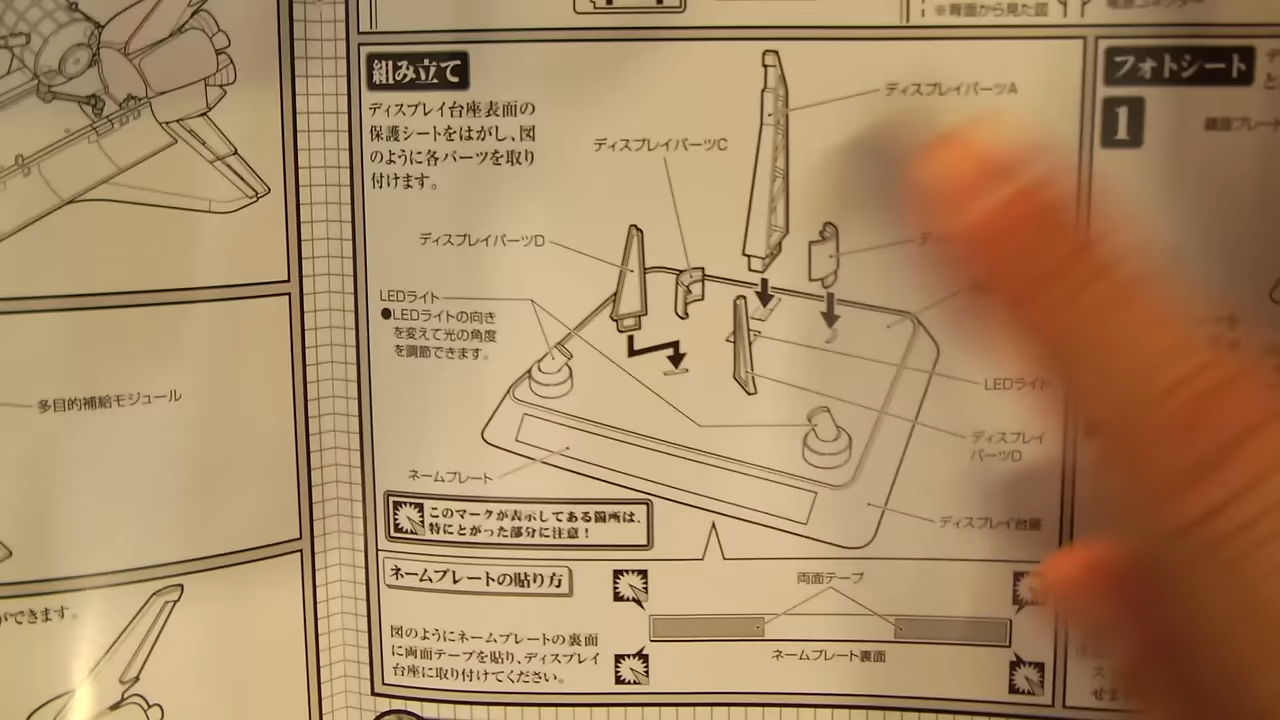 ※背面から見た図
組み立て
ディスプレイ台座表面の
保護シートをはがし、図
のように各パーツを取り
付けます。
ディスプレイパーツA
ディスプレイパーツC
ディスプレイパーツD
LEDライト
●LEDライトの向き
を変えて光の角度
を調節できます。
LEDライト
ディスプレイ
パーツD
ネームプレート
ディスプレイ台座
このマークが表示してある箇所は、
特にとがった部分に注意!
ネームプレートの貼り方
図のようにネームプレートの裏面
に両面テープを貼り、ディスプレイ
台座に取り付けてください。
両面テープ
ネームプレート裏面
フォトシート
1
多目的補給モジュール
ができます。